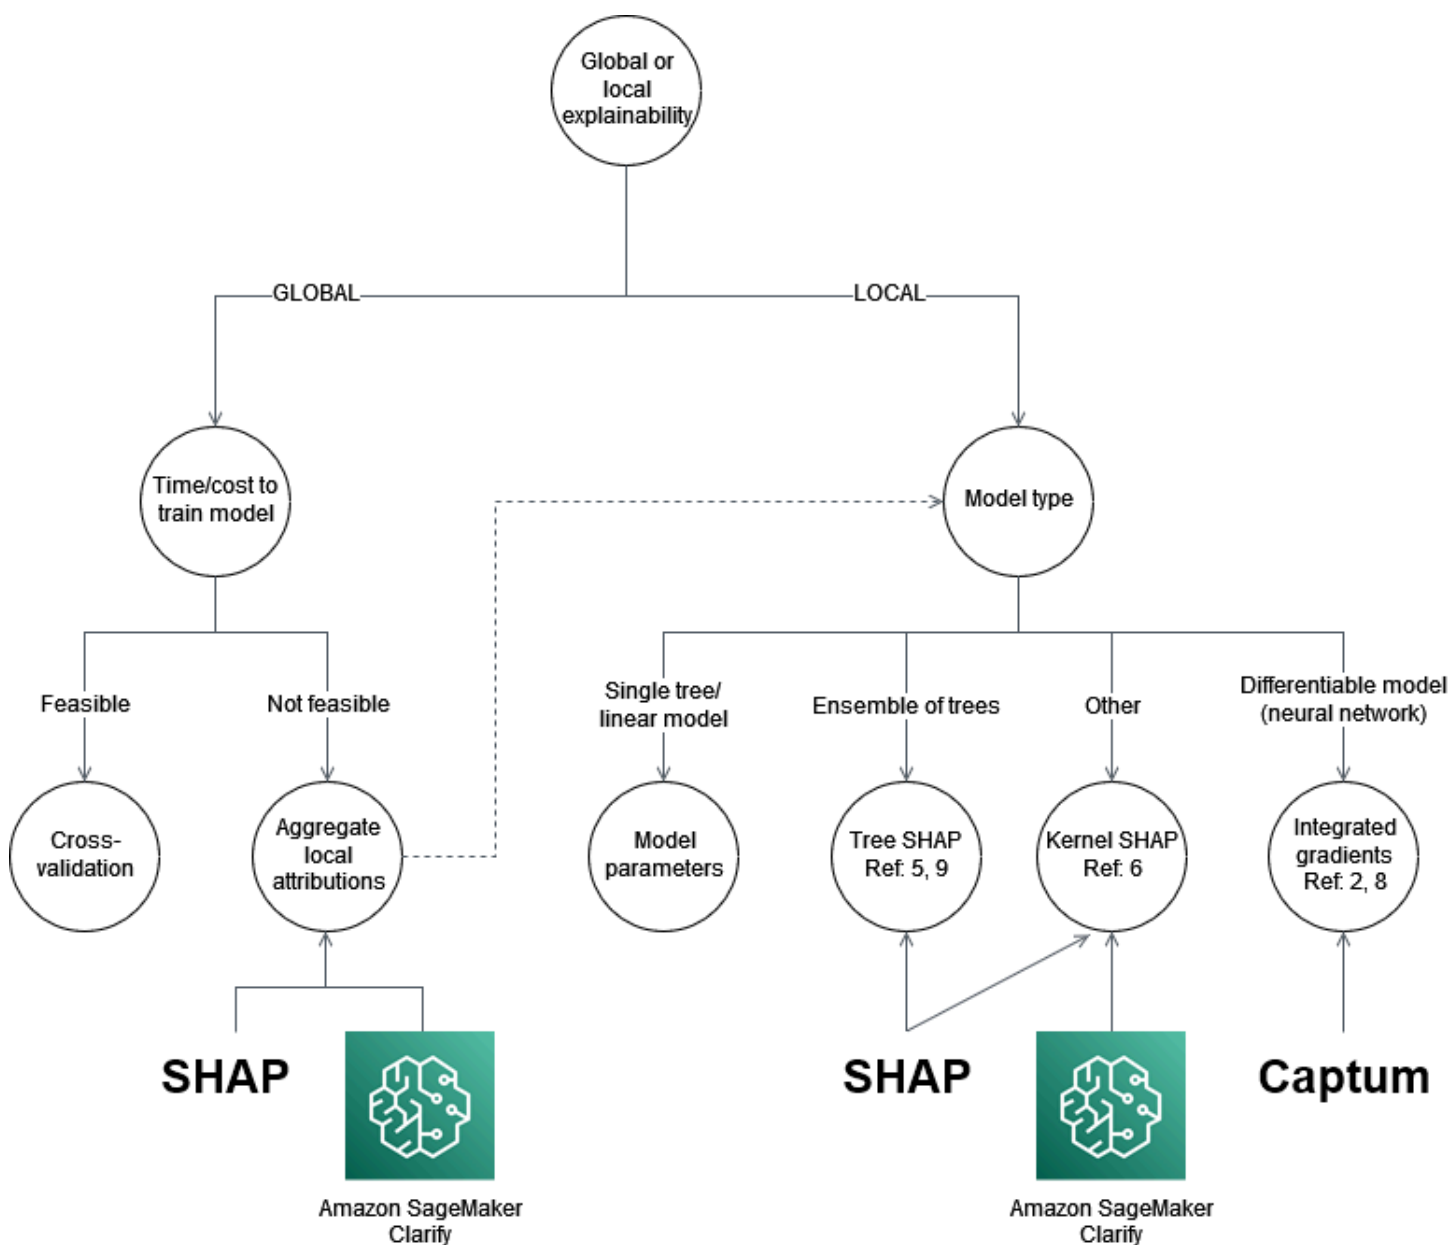 Global or
local
explainability
GLOBAL
LOCAL
Time/cost to
train model
Model type
Feasible
Not feasible
Single tree/
linear model
Ensemble of trees
Other
Differentiable model
(neural network)
Cross-
validation
Aggregate
local
attributions
Model
parameters
Tree SHAP
Ref: 5, 9
Kernel SHAP
Ref: 6
Integrated
gradients
Ref: 2, 8
SHAP
Amazon SageMaker
Clarify
SHAP
Amazon SageMaker
Clarify
Captum